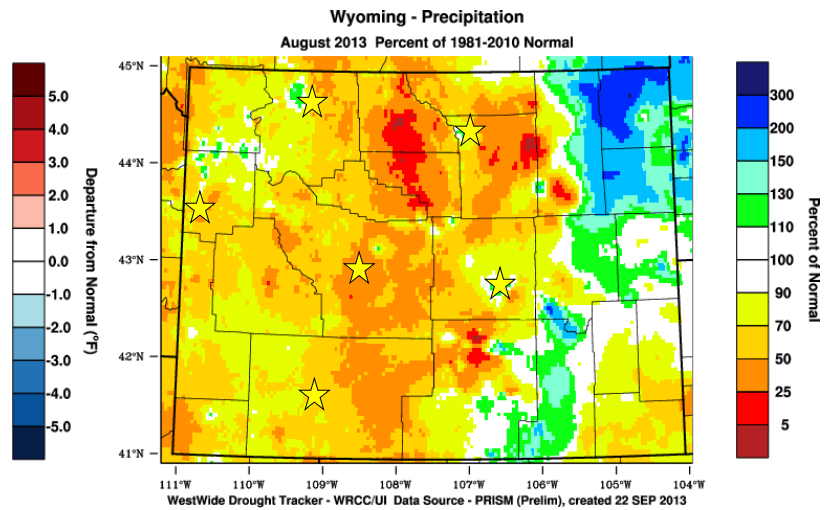 Wyoming - Precipitation
August 2013 Percent of 1981-2010 Normal
5.0
4.0
3.0
2.0
1.0
0.0
-1.0
-2.0
-3.0
-4.0
-5.0
Departure from Normal (°F)
45°N
44°N
43°N
42°N
41°N
111°W 110°W 109°W 108°W 107°W 106°W 105°W 104°W
300
200
150
130
110
100
90
70
50
25
5
Percent of Normal
WestWide Drought Tracker - WRCC/UI Data Source - PRISM (Prelim), created 22 SEP 2013